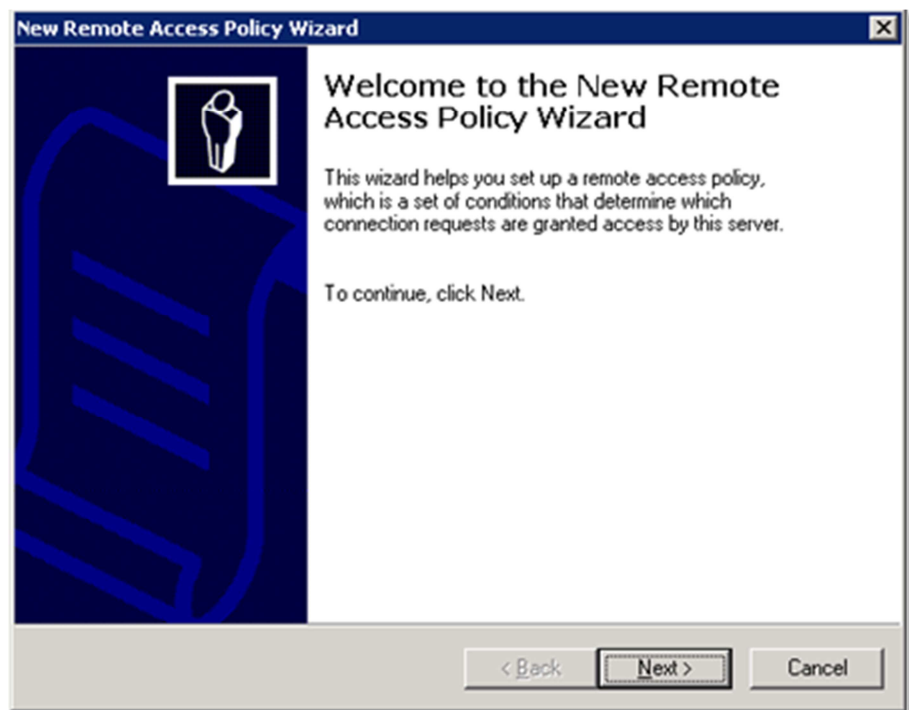 New Remote Access Policy Wizard
Welcome to the New Remote
Access Policy Wizard
This wizard helps you set up a remote access policy,
which is a set of conditions that determine which
connection requests are granted access by this server.
To continue, click Next.
< Back
Next >
Cancel